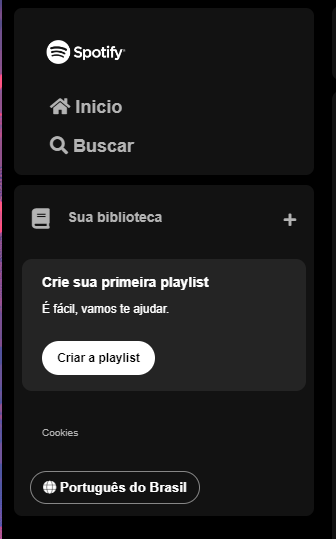 Spotify
Inicio
Buscar
Sua biblioteca
Crie sua primeira playlist
É fácil, vamos te ajudar.
Criar a playlist
Cookies
Português do Brasil